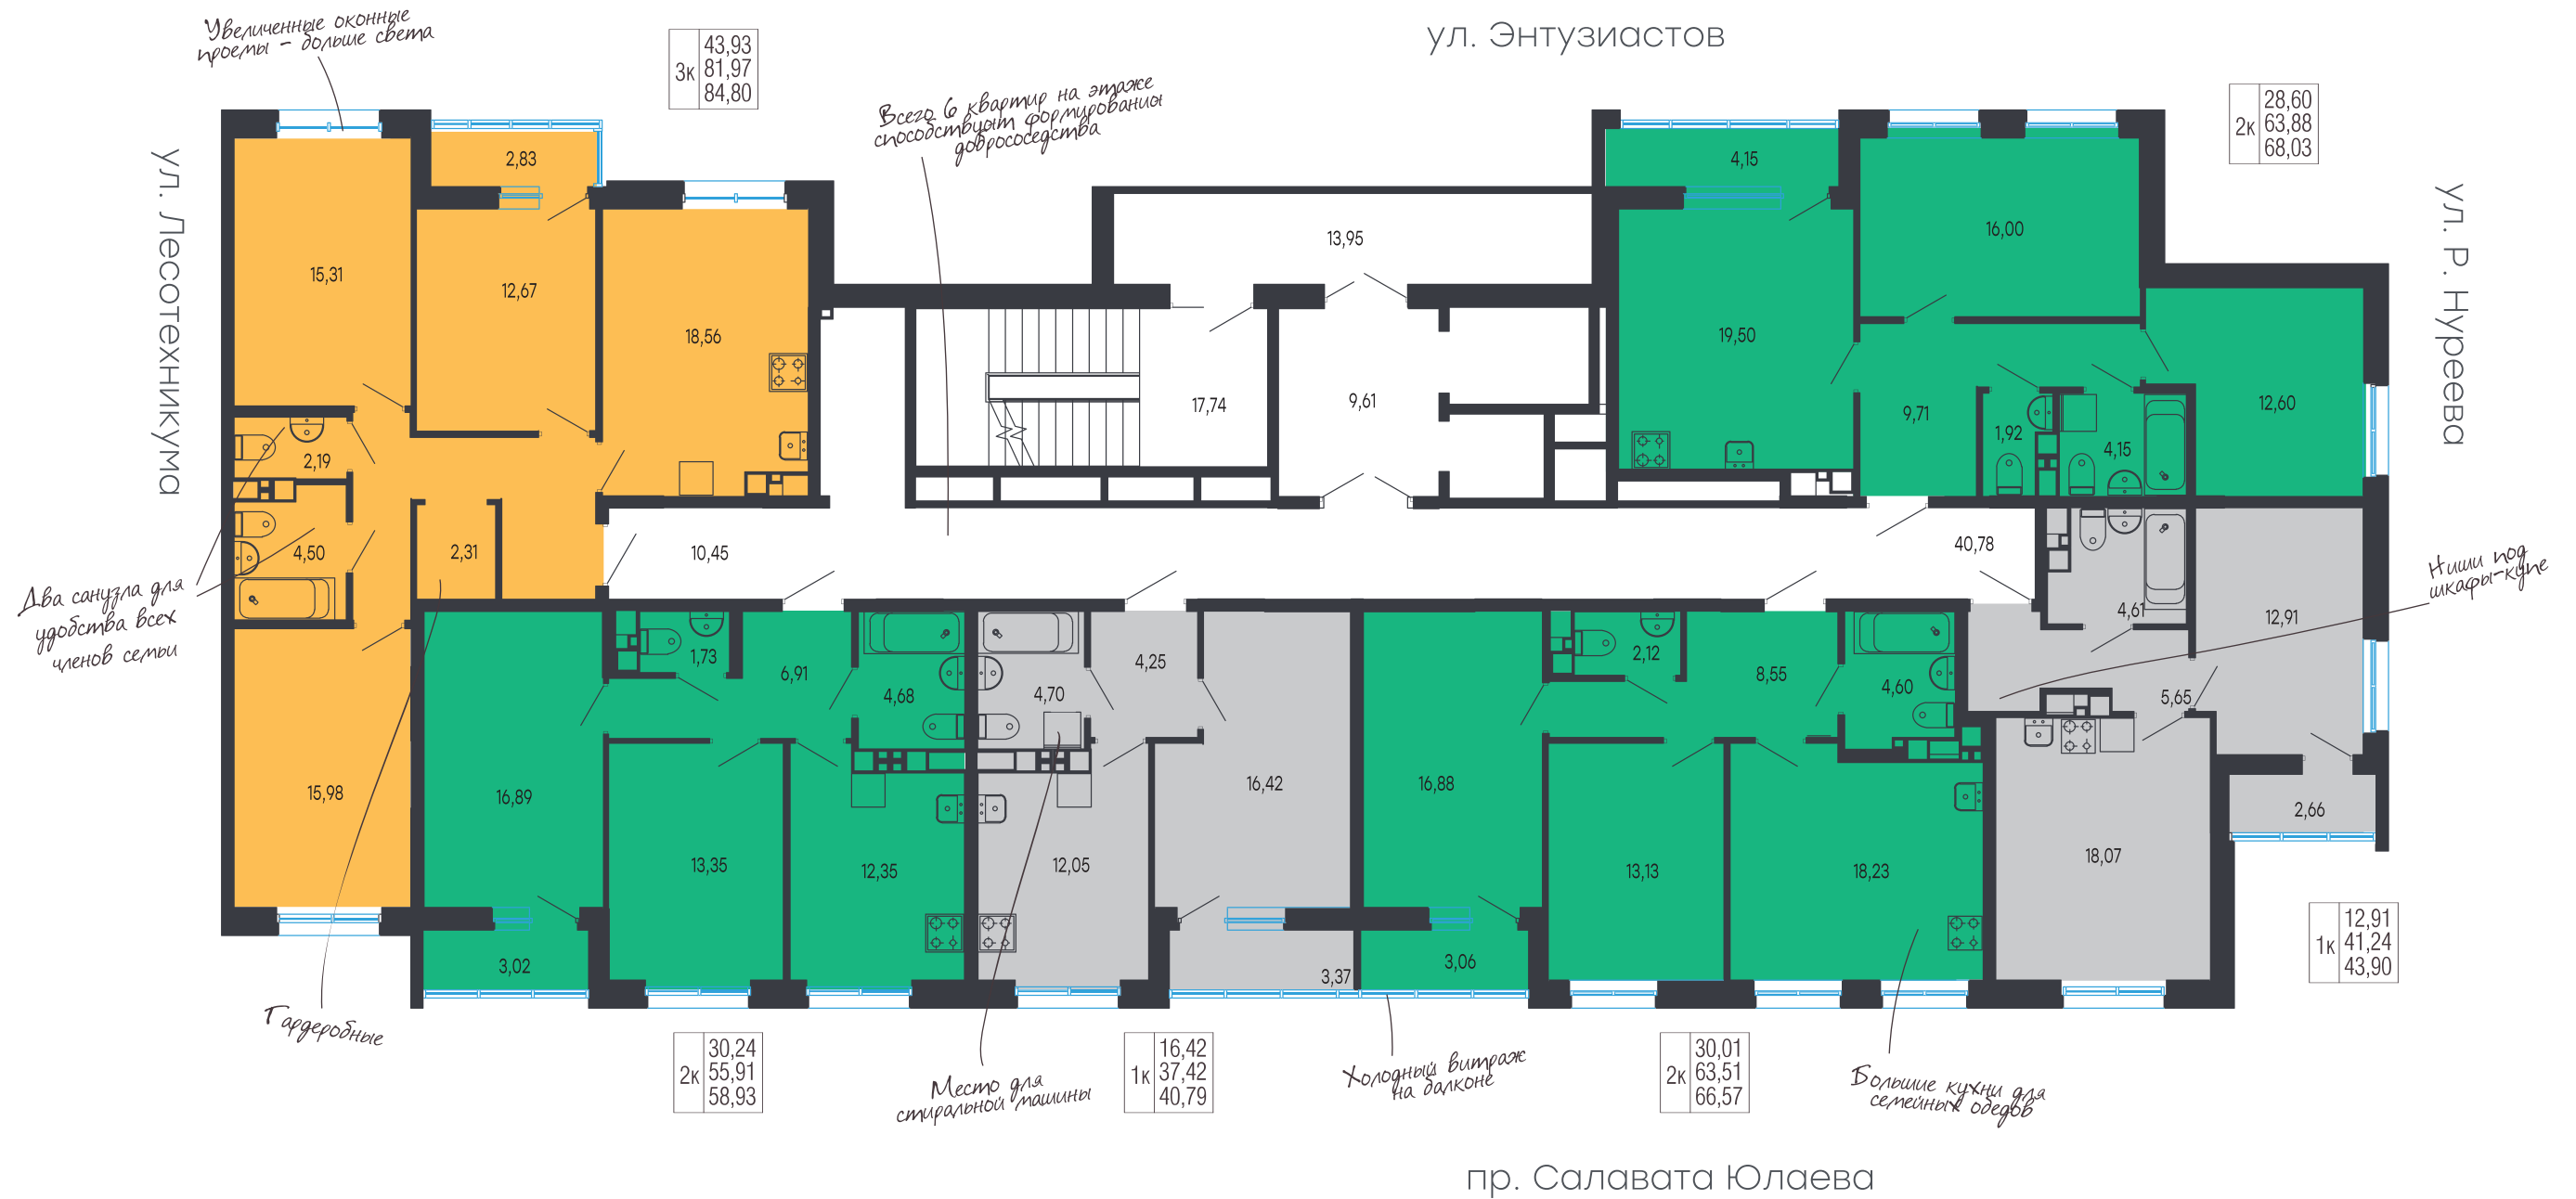 Увеличенные оконные
проемы – больше света
3к
43,93
81,97
84,80
ул. Энтузиастов
Всего 6 квартир на этаже
способствуют формированию
добрососедства
2к
28,60
63,88
68,03
ул. Лесотехникума
ул. Р. Нуреева
2,83
4,15
13,95
16,00
15,31
12,67
18,56
19,50
17,74
9,61
9,71
12,60
1,92
4,15
2,19
4,50
2,31
10,45
40,78
Два санузла для
удобства всех
членов семьи
Ниши под
шкафы-купе
4,61
12,91
1,73
6,91
4,68
4,70
4,25
2,12
8,55
4,60
5,65
15,98
16,89
13,35
12,35
12,05
16,42
16,88
13,13
18,23
18,07
2,66
3,02
3,37
3,06
1к
12,91
41,24
43,90
Гардеробные
2к
30,24
55,91
58,93
Место для
стиральной машины
1к
16,42
37,42
40,79
Холодный витраж
на балконе
2к
30,01
63,51
66,57
Большие кухни для
семейных обедов
пр. Салавата Юлаева